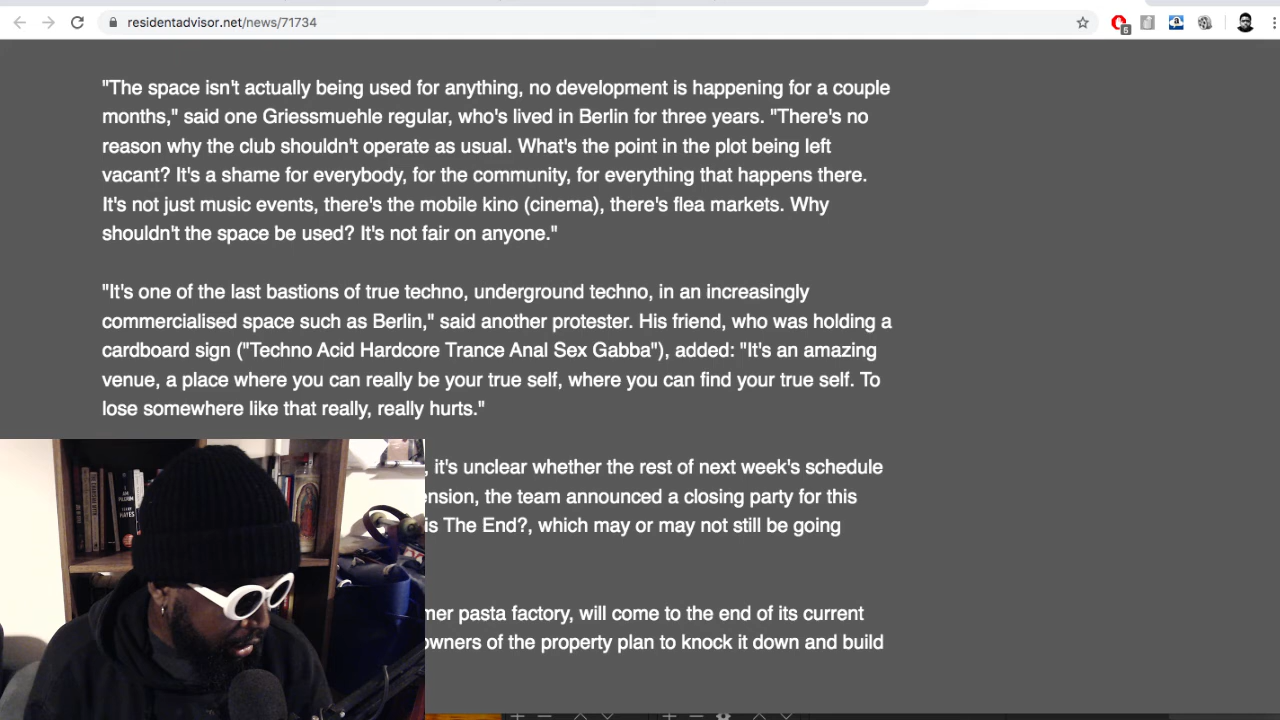 residentadvisor.net/news/71734
5
"The space isn't actually being used for anything, no development is happening for a couple
months," said one Griessmuehle regular, who's lived in Berlin for three years. "There's no
reason why the club shouldn't operate as usual. What's the point in the plot being left
vacant? It's a shame for everybody, for the community, for everything that happens there.
It's not just music events, there's the mobile kino (cinema), there's flea markets. Why
shouldn't the space be used? It's not fair on anyone."
"It's one of the last bastions of true techno, underground techno, in an increasingly
commercialised space such as Berlin," said another protester. His friend, who was holding a
cardboard sign ("Techno Acid Hardcore Trance Anal Sex Gabba"), added: "It's an amazing
venue, a place where you can really be your true self, where you can find your true self. To
lose somewhere like that really, really hurts."
, it's unclear whether the rest of next week's schedule
ension, the team announced a closing party for this
is The End?, which may or may not still be going
mer pasta factory, will come to the end of its current
owners of the property plan to knock it down and build
I AM
PILGRIM